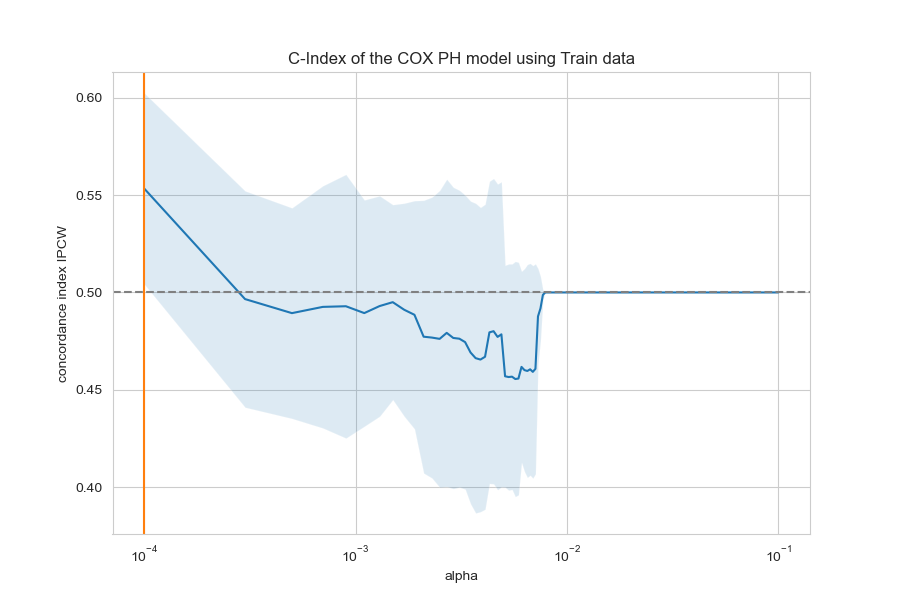 C-Index of the COX PH model using Train data
concordance index IPCW
0.60
0.55
0.50
0.45
0.40
10⁻⁴ 10⁻³ 10⁻² 10⁻¹
alpha